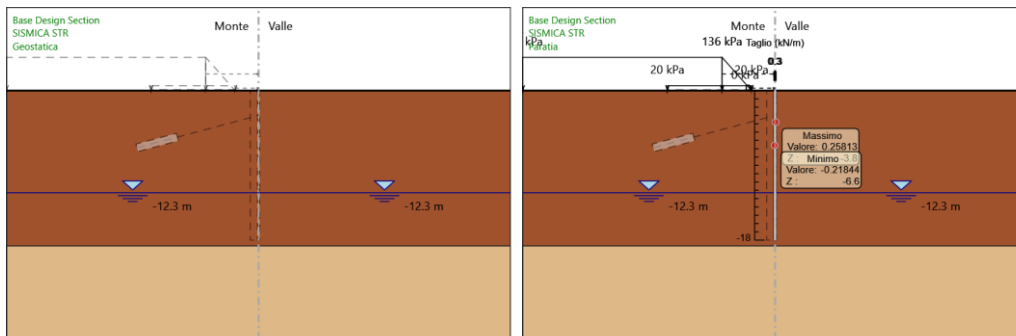 Base Design Section
SISMICA STR
Geostatica
Monte
Valle
-12.3 m
-12.3 m
Base Design Section
SISMICA STR
Paratia
kPa
Monte
Valle
136 kPa
Taglio (kN/m)
0.3
20 kPa
20 kPa
0 kPa
Massimo
Valore: 0.25813
Z : -3.8
Minimo
Valore: -0.21844
Z : -6.6
-12.3 m
-12.3 m
-18